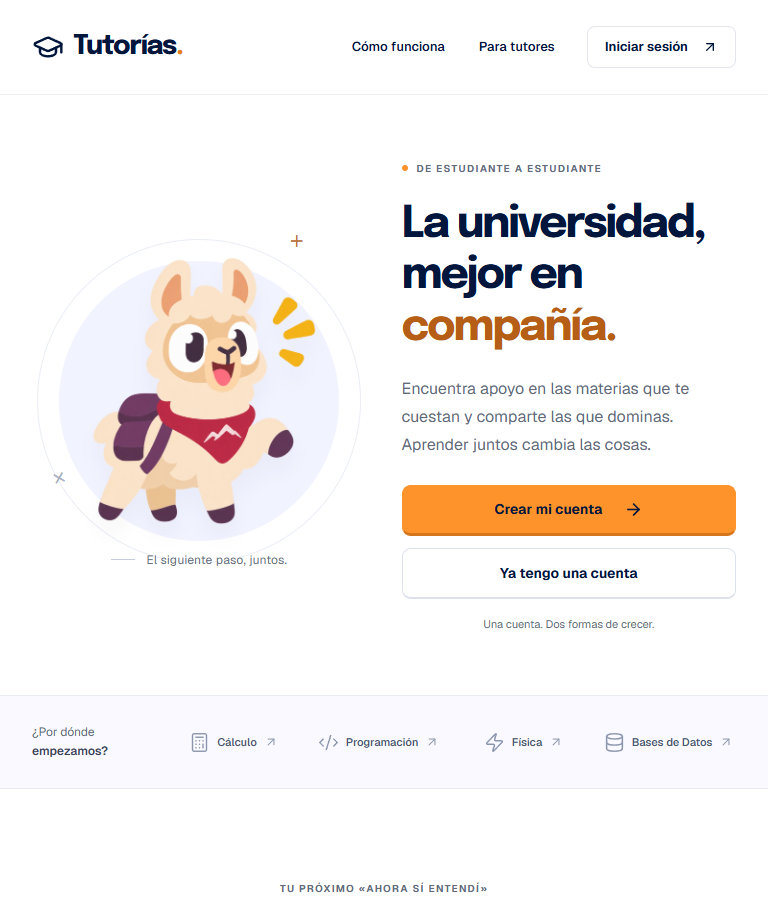 Tutorías.
Cómo funciona
Para tutores
Iniciar sesión
DE ESTUDIANTE A ESTUDIANTE
La universidad,
mejor en
compañía.
Encuentra apoyo en las materias que te
cuestan y comparte las que dominas.
Aprender juntos cambia las cosas.
Crear mi cuenta
Ya tengo una cuenta
Una cuenta. Dos formas de crecer.
El siguiente paso, juntos.
¿Por dónde
empezamos?
Cálculo
Programación
Física
Bases de Datos
TU PRÓXIMO «AHORA SÍ ENTENDÍ»